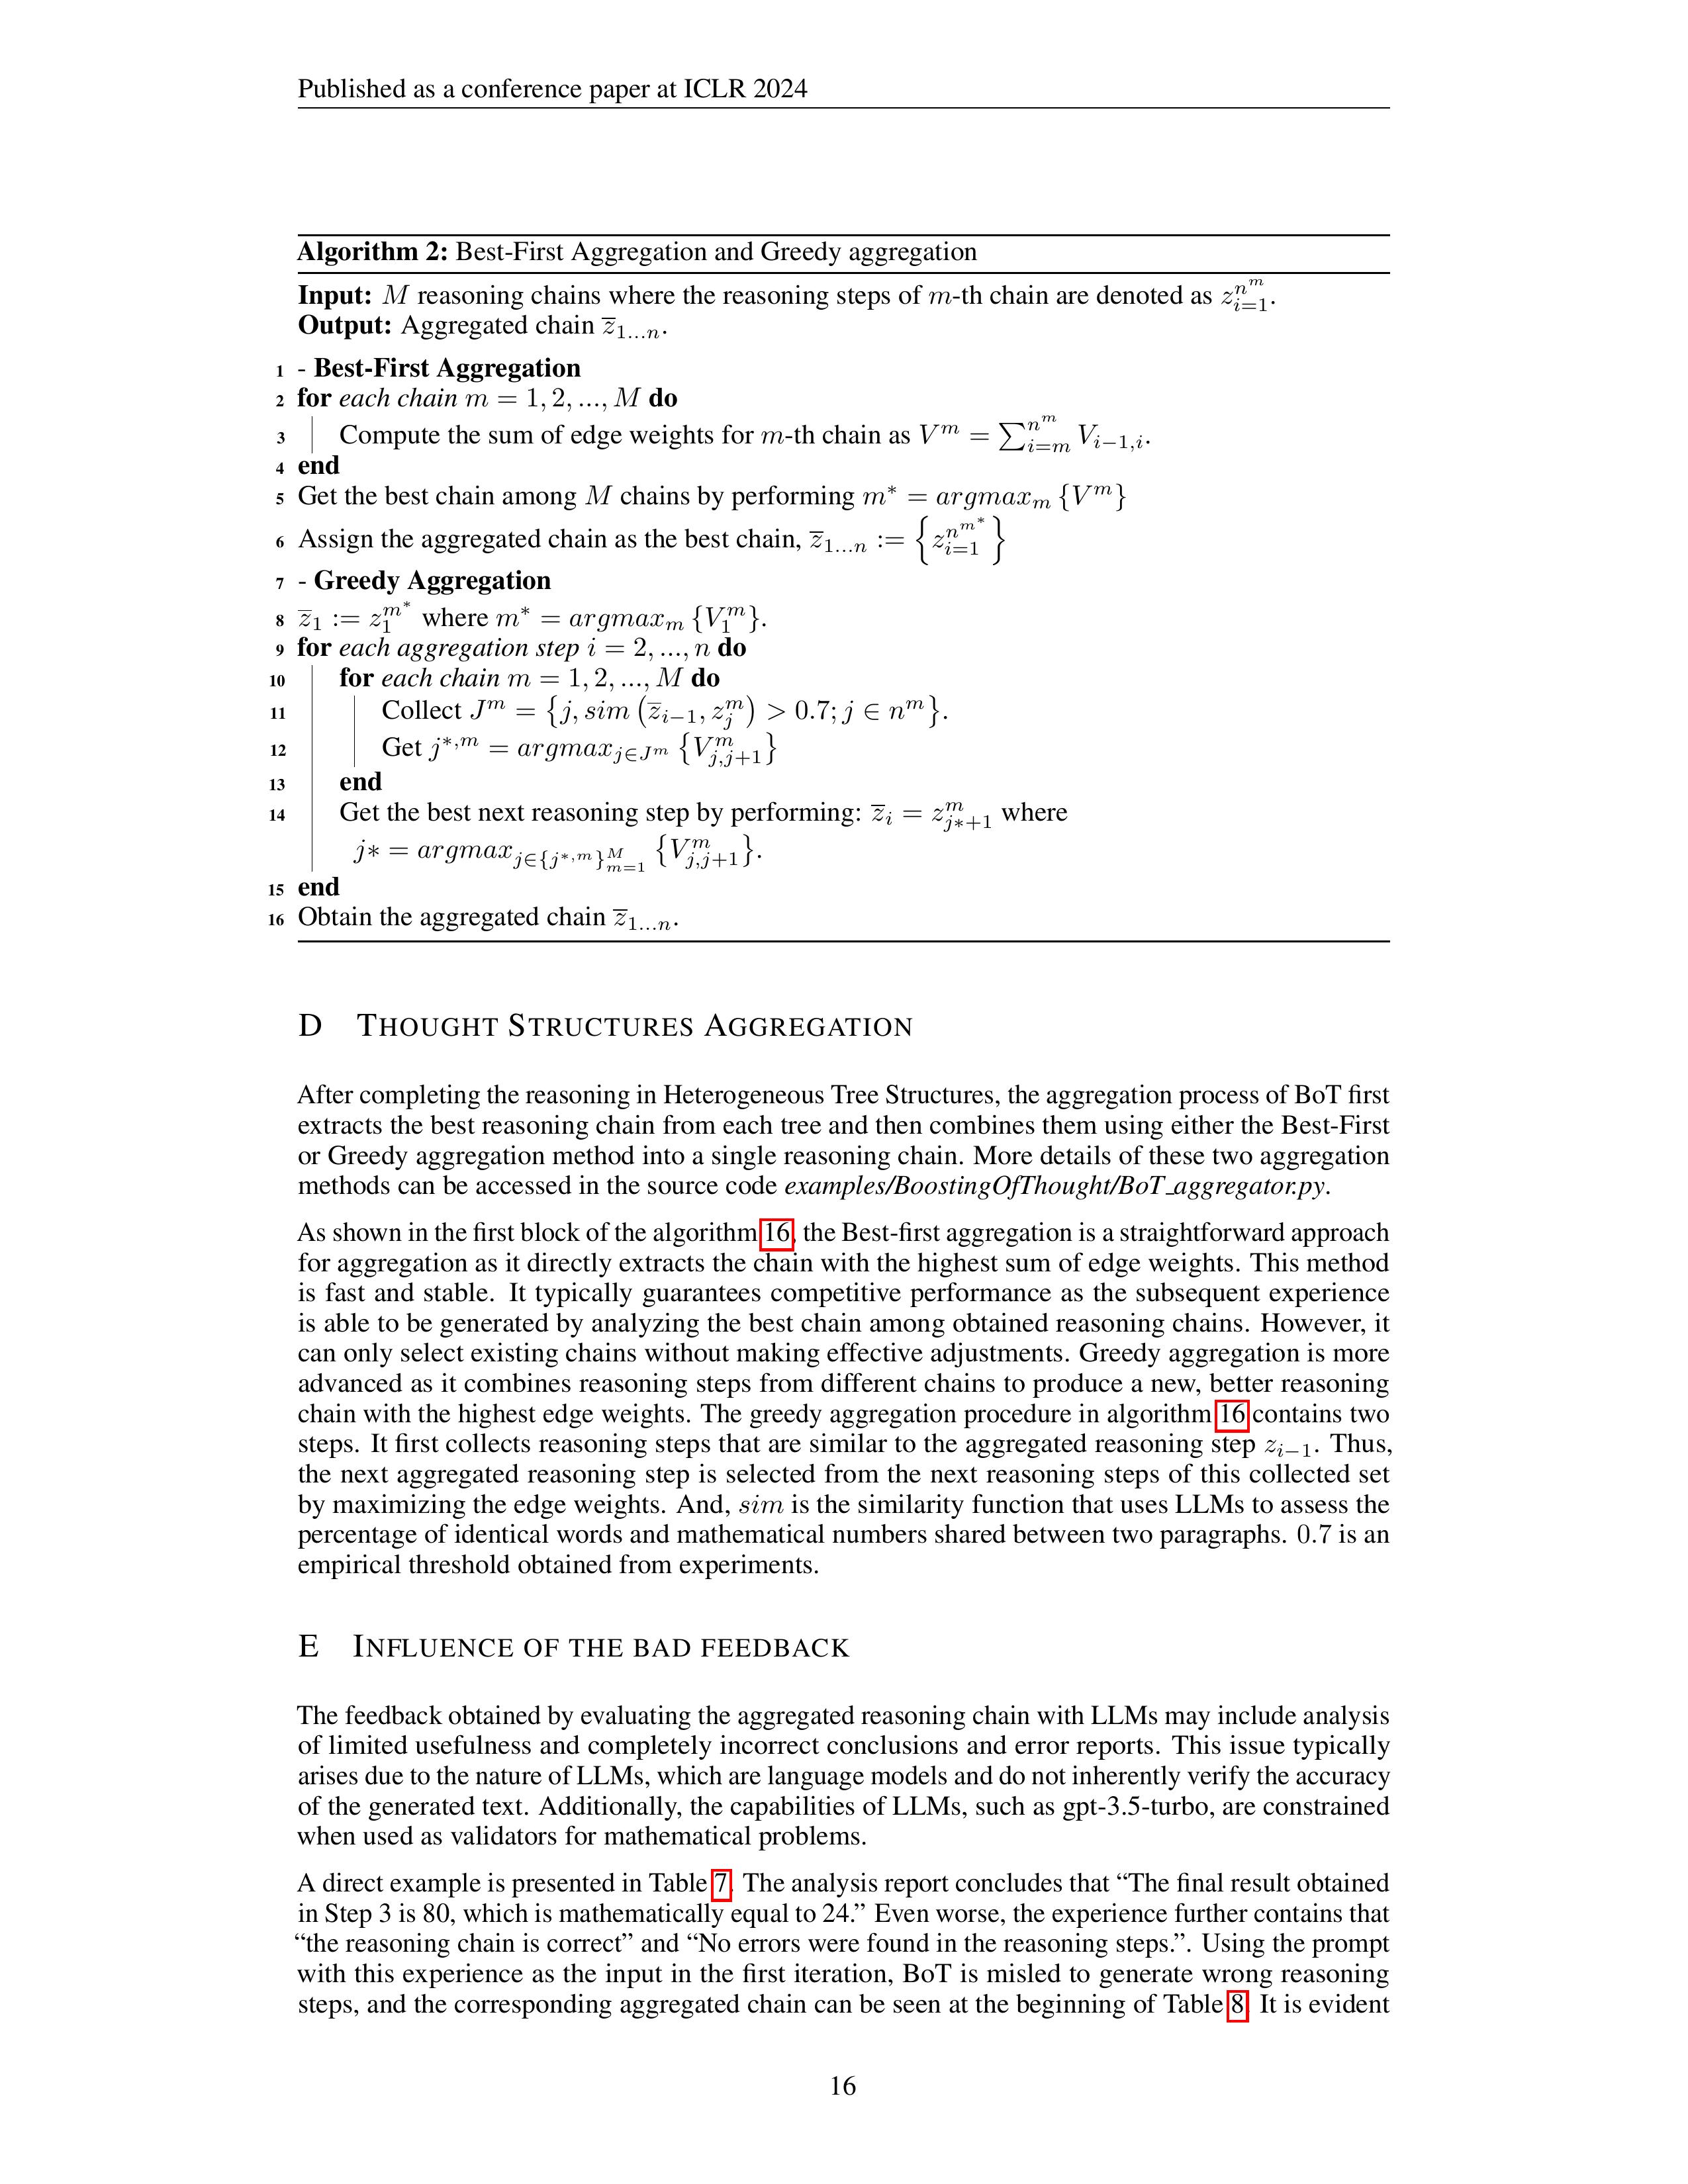 Published as a conference paper at ICLR 2024
Algorithm 2: Best-First Aggregation and Greedy aggregation
Input: $M$ reasoning chains where the reasoning steps of $m$-th chain are denoted as $z_{i=1}^{n^m}$.
Output: Aggregated chain $\overline{z}_{1...n}$.
1 - Best-First Aggregation
2 for each chain $m = 1, 2, ..., M$ do
3 Compute the sum of edge weights for $m$-th chain as $V^m = \sum_{i=m}^{n^m} V_{i-1,i}$.
4 end
5 Get the best chain among $M$ chains by performing $m^* = argmax_m \{V^m\}$
6 Assign the aggregated chain as the best chain, $\overline{z}_{1...n} := \left\{z_{i=1}^{n^{m^*}}\right\}$
7 - Greedy Aggregation
8 $\overline{z}_1 := z_1^{m^*}$ where $m^* = argmax_m \{V_1^m\}$.
9 for each aggregation step $i = 2, ..., n$ do
10 for each chain $m = 1, 2, ..., M$ do
11 Collect $J^m = \{j, sim(\overline{z}_{i-1}, z_j^m) > 0.7; j \in n^m\}$.
12 Get $j^{*,m} = argmax_{j \in J^m} \{V_{j,j+1}^m\}$
13 end
14 Get the best next reasoning step by performing: $\overline{z}_i = z_{j*+1}^m$ where
$j* = argmax_{j \in \{j^{*,m}\}_{m=1}^M} \{V_{j,j+1}^m\}$.
15 end
16 Obtain the aggregated chain $\overline{z}_{1...n}$.
D THOUGHT STRUCTURES AGGREGATION
After completing the reasoning in Heterogeneous Tree Structures, the aggregation process of BoT first
extracts the best reasoning chain from each tree and then combines them using either the Best-First
or Greedy aggregation method into a single reasoning chain. More details of these two aggregation
methods can be accessed in the source code examples/BoostingOfThought/BoT_aggregator.py.
As shown in the first block of the algorithm 16, the Best-first aggregation is a straightforward approach
for aggregation as it directly extracts the chain with the highest sum of edge weights. This method
is fast and stable. It typically guarantees competitive performance as the subsequent experience
is able to be generated by analyzing the best chain among obtained reasoning chains. However, it
can only select existing chains without making effective adjustments. Greedy aggregation is more
advanced as it combines reasoning steps from different chains to produce a new, better reasoning
chain with the highest edge weights. The greedy aggregation procedure in algorithm 16 contains two
steps. It first collects reasoning steps that are similar to the aggregated reasoning step $z_{i-1}$. Thus,
the next aggregated reasoning step is selected from the next reasoning steps of this collected set
by maximizing the edge weights. And, $sim$ is the similarity function that uses LLMs to assess the
percentage of identical words and mathematical numbers shared between two paragraphs. 0.7 is an
empirical threshold obtained from experiments.
E INFLUENCE OF THE BAD FEEDBACK
The feedback obtained by evaluating the aggregated reasoning chain with LLMs may include analysis
of limited usefulness and completely incorrect conclusions and error reports. This issue typically
arises due to the nature of LLMs, which are language models and do not inherently verify the accuracy
of the generated text. Additionally, the capabilities of LLMs, such as gpt-3.5-turbo, are constrained
when used as validators for mathematical problems.
A direct example is presented in Table 7. The analysis report concludes that “The final result obtained
in Step 3 is 80, which is mathematically equal to 24.” Even worse, the experience further contains that
“the reasoning chain is correct” and “No errors were found in the reasoning steps.”. Using the prompt
with this experience as the input in the first iteration, BoT is misled to generate wrong reasoning
steps, and the corresponding aggregated chain can be seen at the beginning of Table 8. It is evident
16